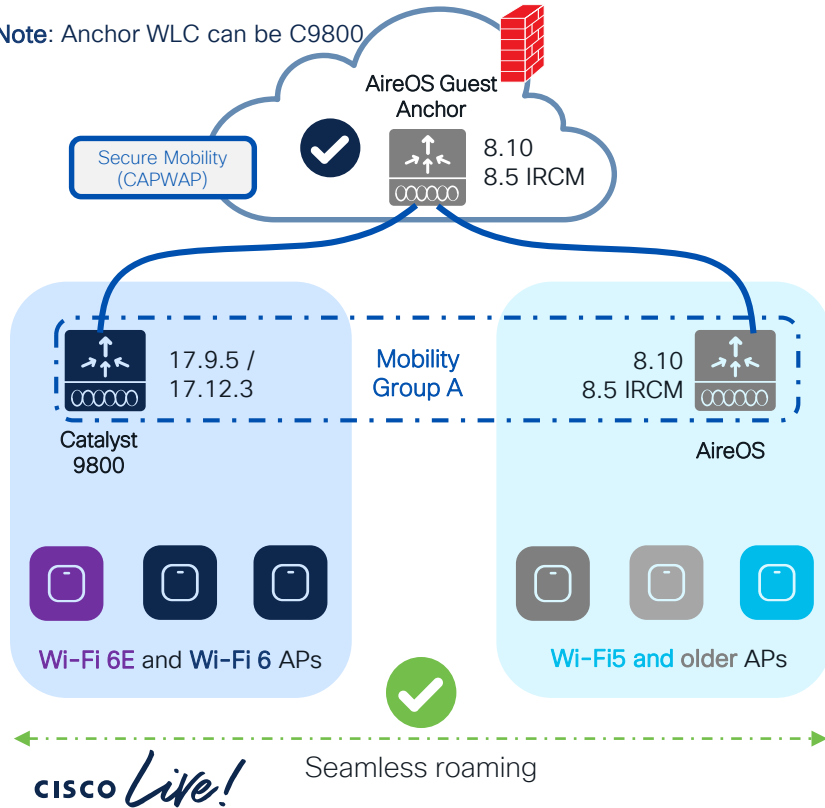 Note: Anchor WLC can be C9800
AireOS Guest
Anchor
Secure Mobility
(CAPWAP)
8.10
8.5 IRCM
17.9.5 /
17.12.3
Mobility
Group A
8.10
8.5 IRCM
Catalyst
9800
AireOS
Wi-Fi 6E and Wi-Fi 6 APs
Wi-Fi5 and older APs
Seamless roaming
CISCO Live!